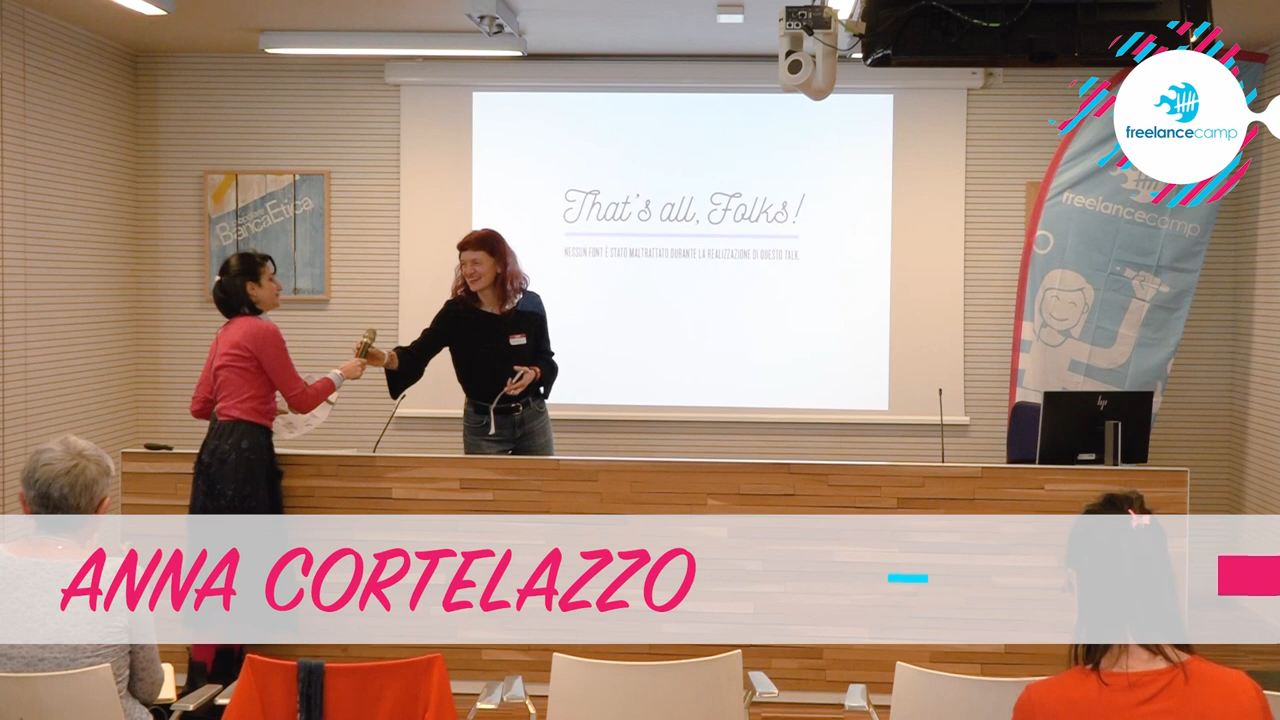 freelancecamp
BancaEtica
freelancecamp
That's all, Folks!
NESSUN FONT È STATO MALTRATTATO DURANTE LA REALIZZAZIONE DI QUESTO TALK.
hp
ANNA CORTELAZZO